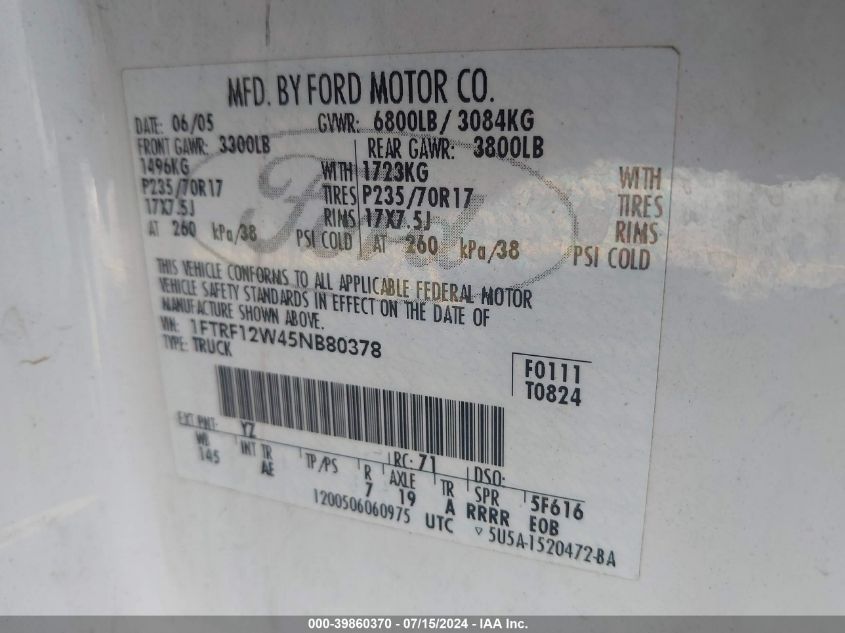 MFD. BY FORD MOTOR CO.
DATE: 06/05 GVWR: 6800LB/ 3084KG
FRONT GAWR: 3300LB REAR GAWR: 3800LB
1496KG WITH 1723KG WITH
P235/70R17 TIRES P235/70R17 TIRES
17X7.5J RIMS 17X7.5J RIMS
AT 260 kPa/38 PSI COLD AT 260 kPa/38 PSI COLD
Ford
THIS VEHICLE CONFORMS TO ALL APPLICABLE FEDERAL MOTOR
VEHICLE SAFETY STANDARDS IN EFFECT ON THE DATE OF
MANUFACTURE SHOWN ABOVE.
VIN: 1FTRF12W45NB80378
TYPE: TRUCK
F0111
T0824
EXT PNT: YZ RC: 71 DSO:
WB INT TR TP/PS R AXLE TR SPR 5F616
145 AE 7 19 A RRRR EOB
1200506060975 UTC ▽ 5U5A-1520472-BA
000-39860370 - 07/15/2024 - IAA Inc.